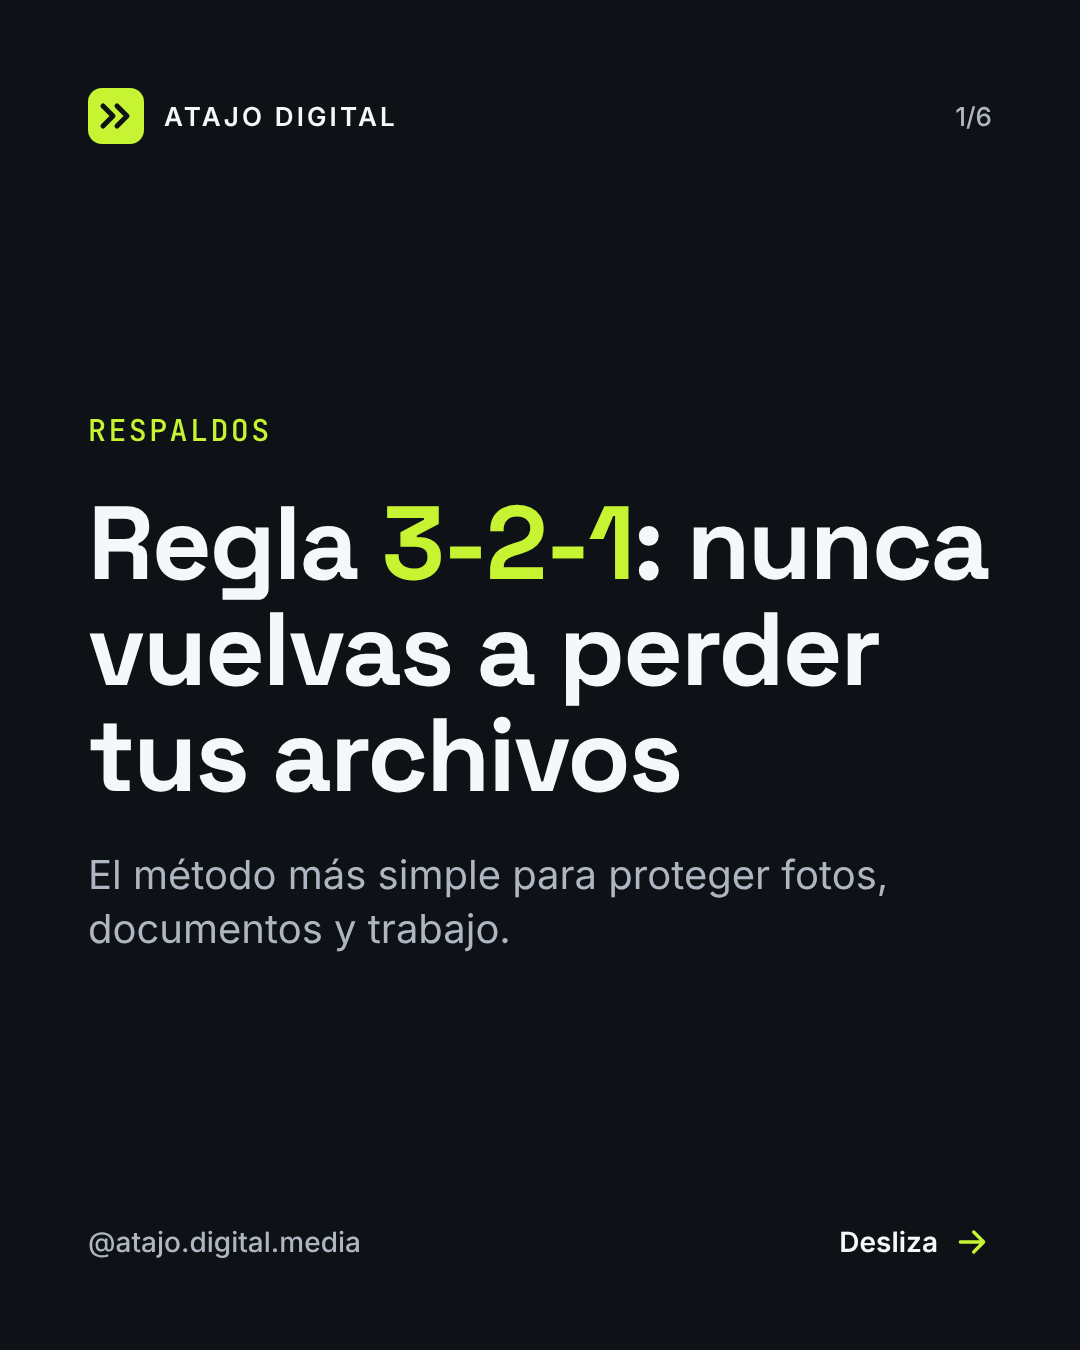 ATAJO DIGITAL
1/6
RESPALDOS
Regla 3-2-1: nunca
vuelvas a perder
tus archivos
El método más simple para proteger fotos,
documentos y trabajo.
@atajo.digital.media
Desliza →